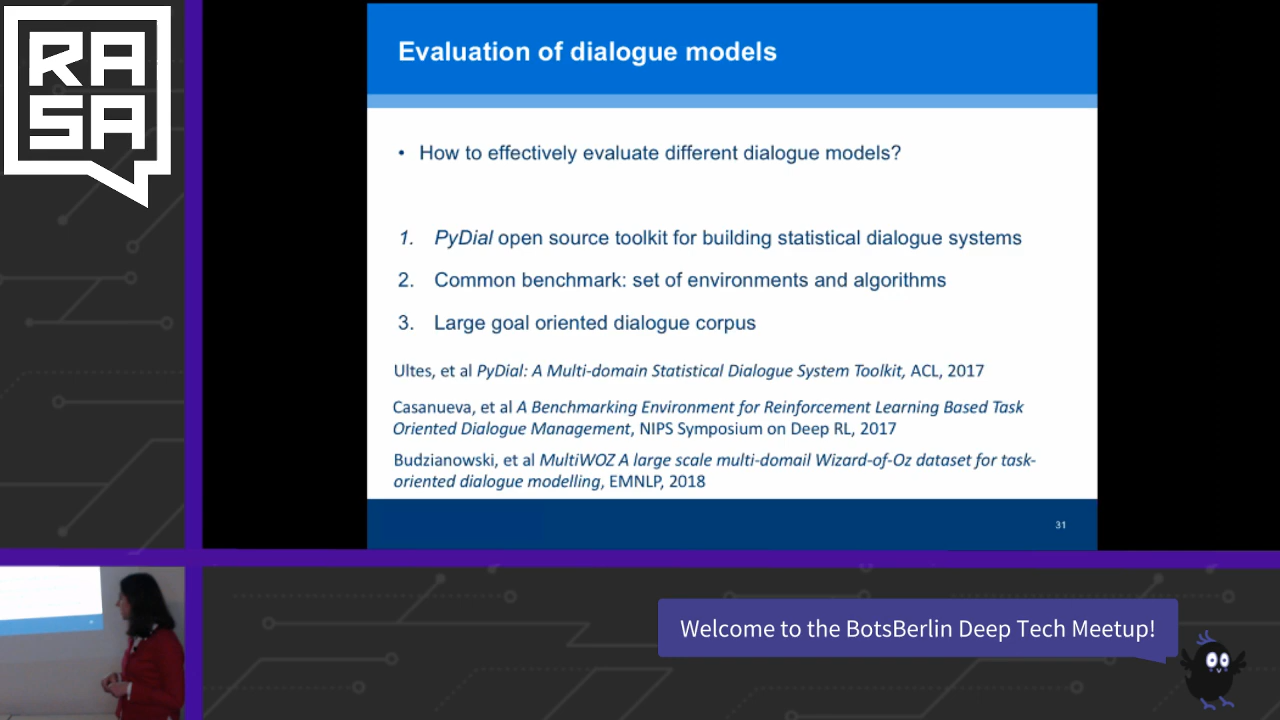 RA
SA
Evaluation of dialogue models
• How to effectively evaluate different dialogue models?
1. PyDial open source toolkit for building statistical dialogue systems
2. Common benchmark: set of environments and algorithms
3. Large goal oriented dialogue corpus
Ultes, et al PyDial: A Multi-domain Statistical Dialogue System Toolkit, ACL, 2017
Casanueva, et al A Benchmarking Environment for Reinforcement Learning Based Task
Oriented Dialogue Management, NIPS Symposium on Deep RL, 2017
Budzianowski, et al MultiWOZ A large scale multi-domail Wizard-of-Oz dataset for task-
oriented dialogue modelling, EMNLP, 2018
31
Welcome to the BotsBerlin Deep Tech Meetup!